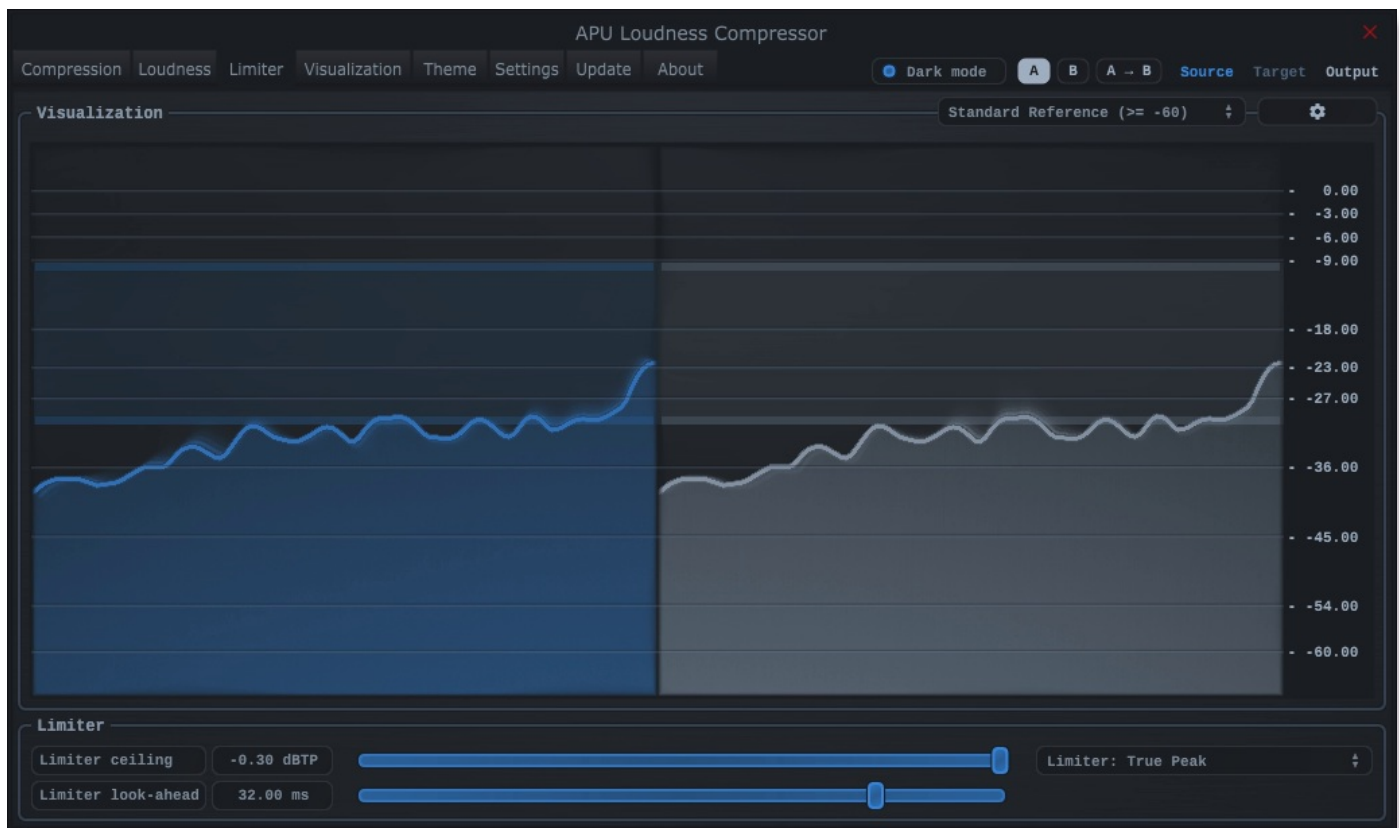 APU Loudness Compressor
Compression Loudness Limiter Visualization Theme Settings Update About Dark mode A B A → B Source Target Output
Visualization Standard Reference (>= -60)
- 0.00
- -3.00
- -6.00
- -9.00
- -18.00
- -23.00
- -27.00
- -36.00
- -45.00
- -54.00
- -60.00
Limiter
Limiter ceiling -0.30 dBTP Limiter: True Peak
Limiter look-ahead 32.00 ms